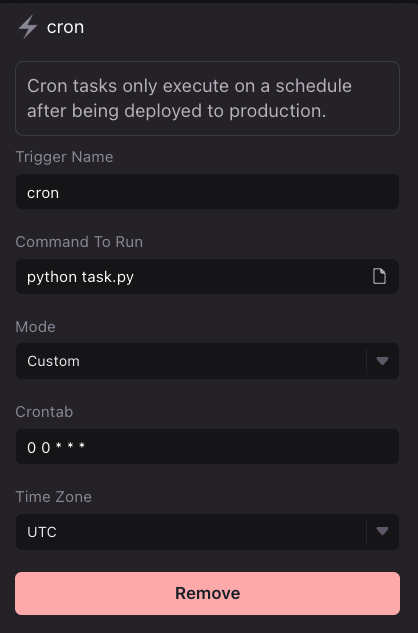 cron
Cron tasks only execute on a schedule
after being deployed to production.
Trigger Name
cron
Command To Run
python task.py
Mode
Custom
Crontab
0 0 * * *
Time Zone
UTC
Remove